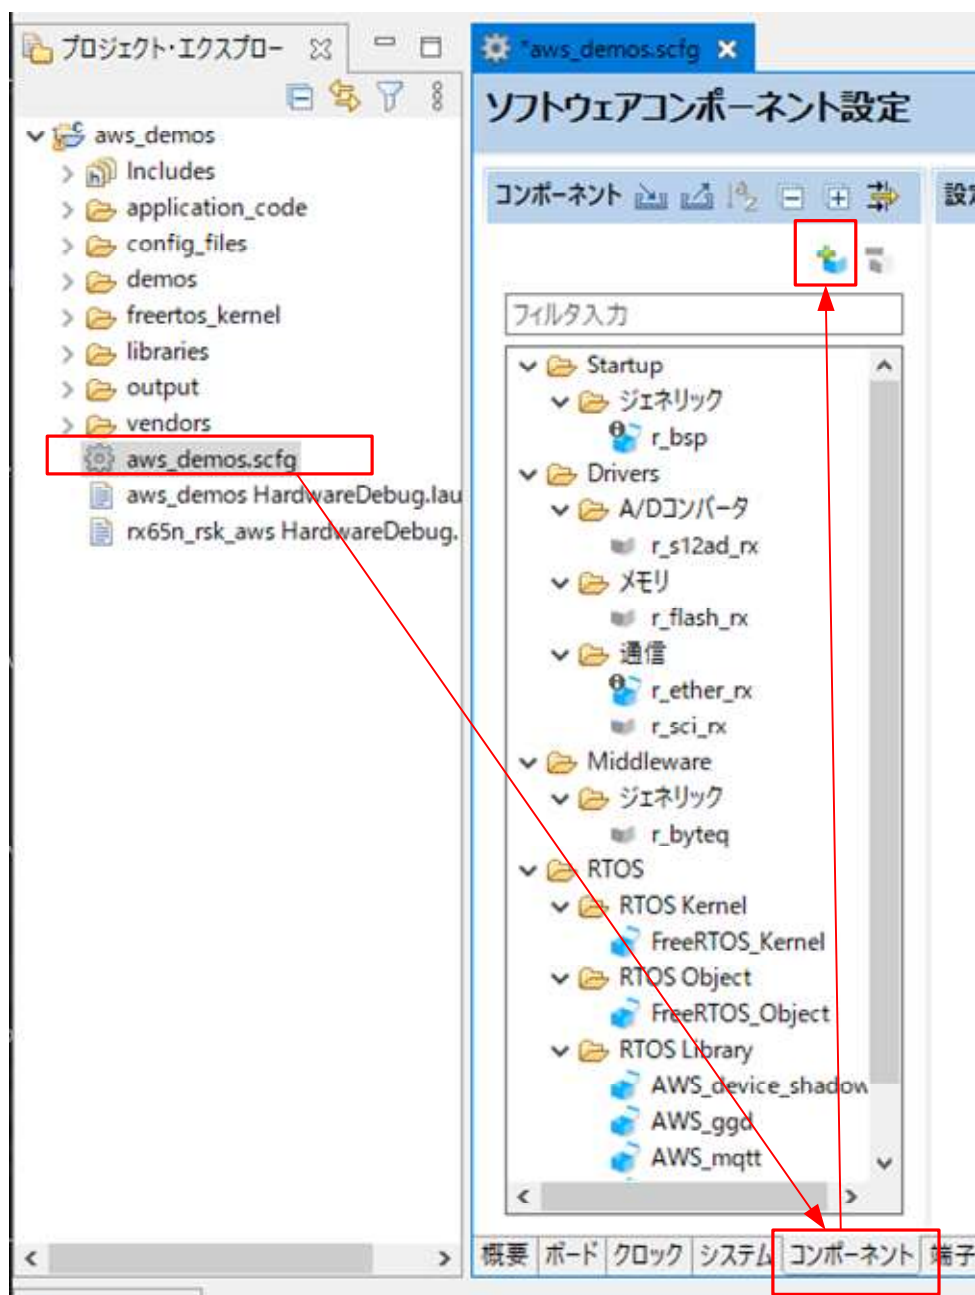 プロジェクト・エクスプロー
aws_demos
Includes
application_code
config_files
demos
freertos_kernel
libraries
output
vendors
aws_demos.scfg
aws_demos HardwareDebug.lau
rx65n_rsk_aws HardwareDebug.
*aws_demos.scfg
ソフトウェアコンポーネント設定
コンポーネント
設定
フィルタ入力
Startup
ジェネリック
r_bsp
Drivers
A/Dコンバータ
r_s12ad_rx
メモリ
r_flash_rx
通信
r_ether_rx
r_sci_rx
Middleware
ジェネリック
r_byteq
RTOS
RTOS Kernel
FreeRTOS_Kernel
RTOS Object
FreeRTOS_Object
RTOS Library
AWS_device_shadow
AWS_ggd
AWS_mqtt
概要 ボード クロック システム コンポーネント 端子